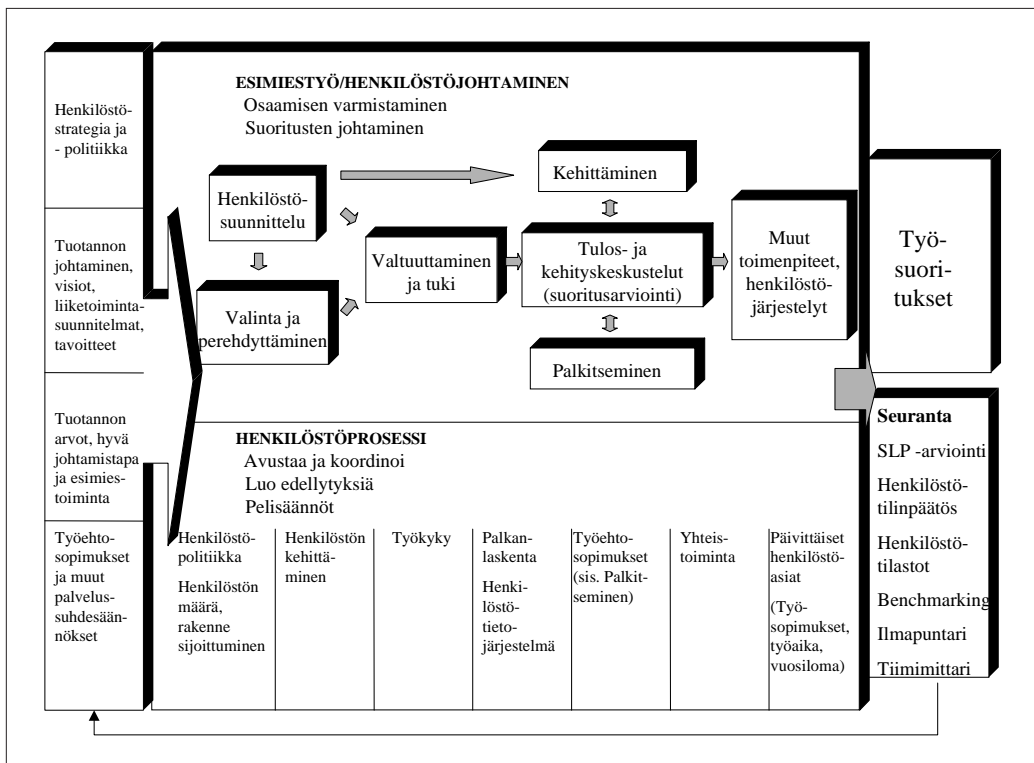 Henkilöstö-
strategia ja
- politiikka
Tuotannon
johtaminen,
visiot,
liiketoiminta-
suunnitelmat,
tavoitteet
Tuotannon
arvot, hyvä
johtamistapa
ja esimies-
toiminta
Työehto-
sopimukset
ja muut
palvelus-
suhdesään-
nökset
ESIMIESTYÖ/HENKILÖSTÖJOHTAMINEN
Osaamisen varmistaminen
Suoritusten johtaminen
Henkilöstö-
suunnittelu
Valinta ja
perehdyttäminen
Valtuuttaminen
ja tuki
Kehittäminen
Tulos- ja
kehityskeskustelut
(suoritusarviointi)
Palkitseminen
Muut
toimenpiteet,
henkilöstö-
järjestelyt
HENKILÖSTÖPROSESSI
Avustaa ja koordinoi
Luo edellytyksiä
Pelisäännöt
Henkilöstö-
politiikka
Henkilöstön
määrä,
rakenne
sijoittuminen
Henkilöstön
kehittä-
minen
Työkyky
Palkan-
laskenta
Henki-
löstö-
tieto-
järjestelmä
Työehto-
sopimukset
(sis. Palkit-
seminen)
Yhteis-
toiminta
Päivittäiset
henkilöstö-
asiat
(Työ-
sopimukset,
työaika,
vuosiloma)
Työ-
suori-
tukset
Seuranta
SLP -arviointi
Henkilöstö-
tilinpäätös
Henkilöstö-
tilastot
Benchmarking
Ilmapuntari
Tiimimittari